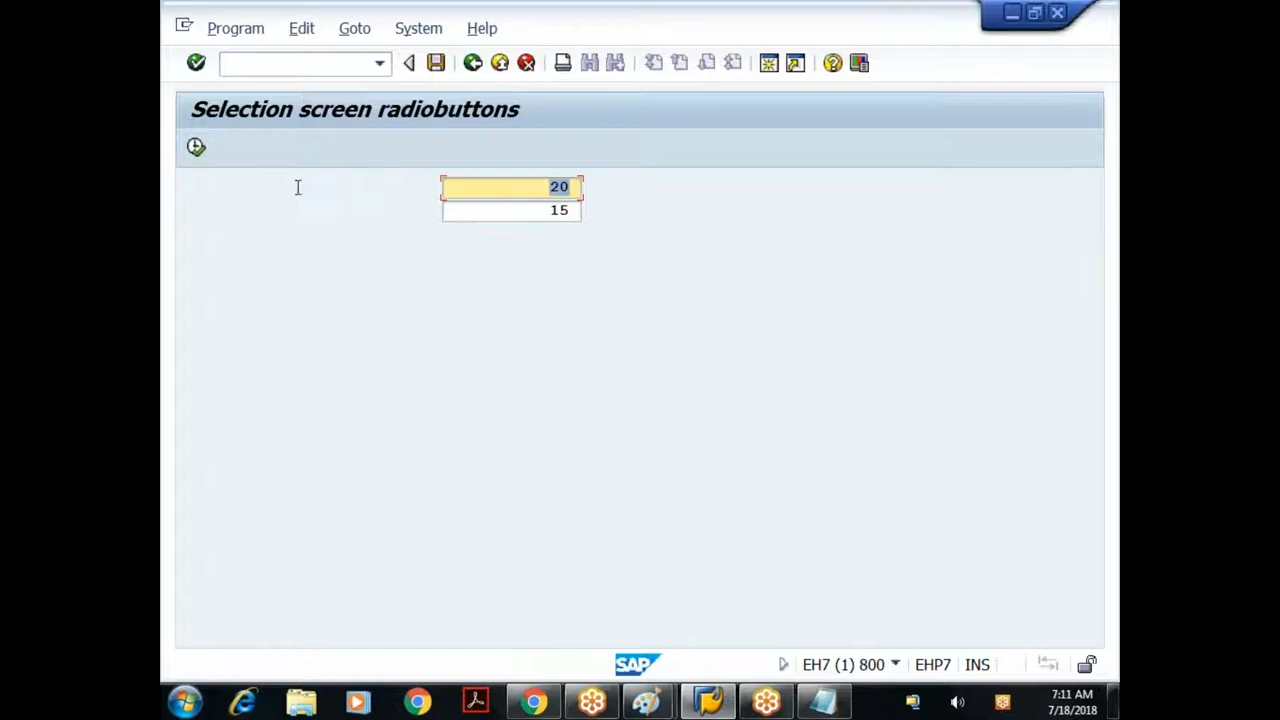 Program Edit Goto System Help
Selection screen radiobuttons
20
15
SAP EH7 (1) 800 EHP7 INS
7:11 AM
7/18/2018